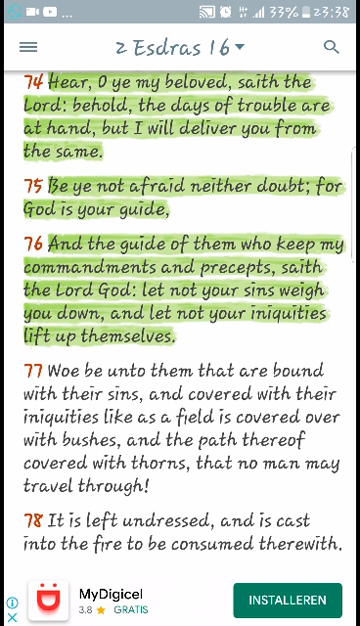 33% 23:38
2 Esdras 16
74 Hear, O ye my beloved, saith the
Lord: behold, the days of trouble are
at hand, but I will deliver you from
the same.
75 Be ye not afraid neither doubt; for
God is your guide,
76 And the guide of them who keep my
commandments and precepts, saith
the Lord God: let not your sins weigh
you down, and let not your iniquities
lift up themselves.
77 Woe be unto them that are bound
with their sins, and covered with their
iniquities like as a field is covered over
with bushes, and the path thereof
covered with thorns, that no man may
travel through!
78 It is left undressed, and is cast
into the fire to be consumed therewith.
MyDigicel
3.8 ★ GRATIS
INSTALLEREN